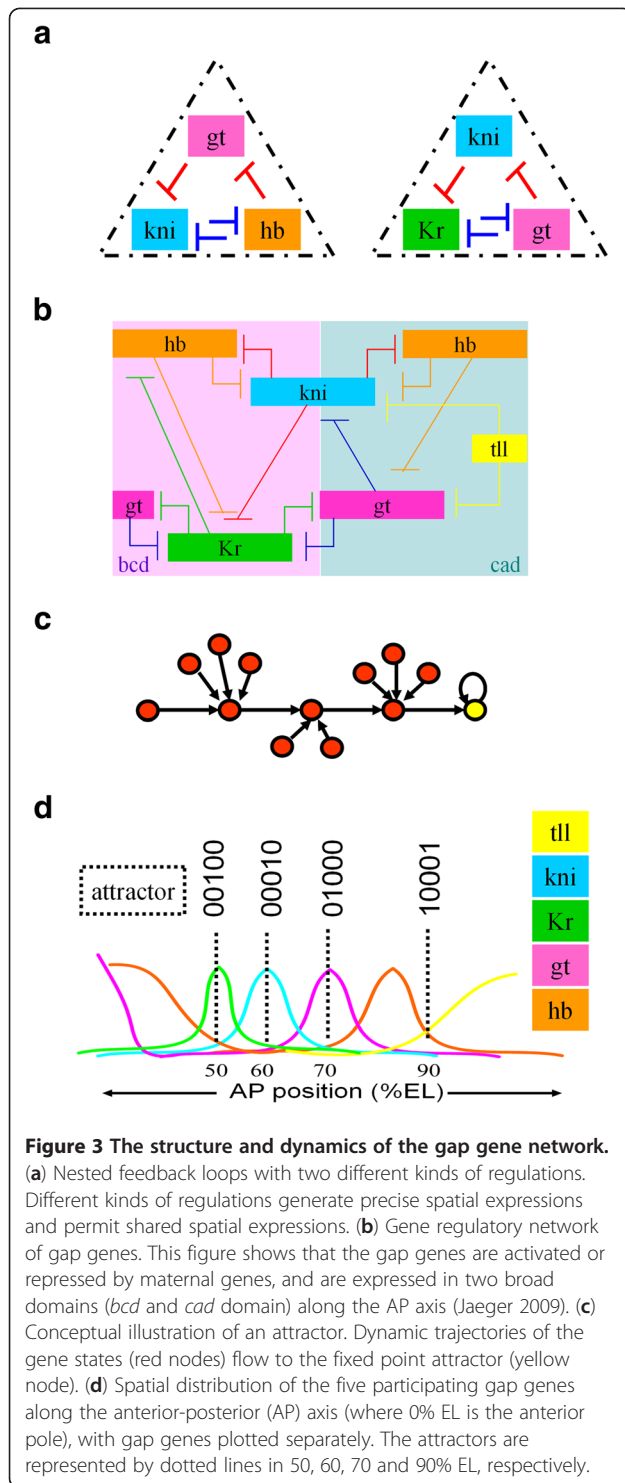 a
gt
kni
hb
kni
Kr
gt
b
hb
hb
kni
tll
gt
gt
Kr
bcd
cad
c
d
attractor
00100
00010
01000
10001
tll
kni
Kr
gt
hb
50 60 70 90
AP position (%EL)
Figure 3 The structure and dynamics of the gap gene network.
(a) Nested feedback loops with two different kinds of regulations.
Different kinds of regulations generate precise spatial expressions
and permit shared spatial expressions. (b) Gene regulatory network
of gap genes. This figure shows that the gap genes are activated or
repressed by maternal genes, and are expressed in two broad
domains (bcd and cad domain) along the AP axis (Jaeger 2009). (c)
Conceptual illustration of an attractor. Dynamic trajectories of the
gene states (red nodes) flow to the fixed point attractor (yellow
node). (d) Spatial distribution of the five participating gap genes
along the anterior-posterior (AP) axis (where 0% EL is the anterior
pole), with gap genes plotted separately. The attractors are
represented by dotted lines in 50, 60, 70 and 90% EL, respectively.